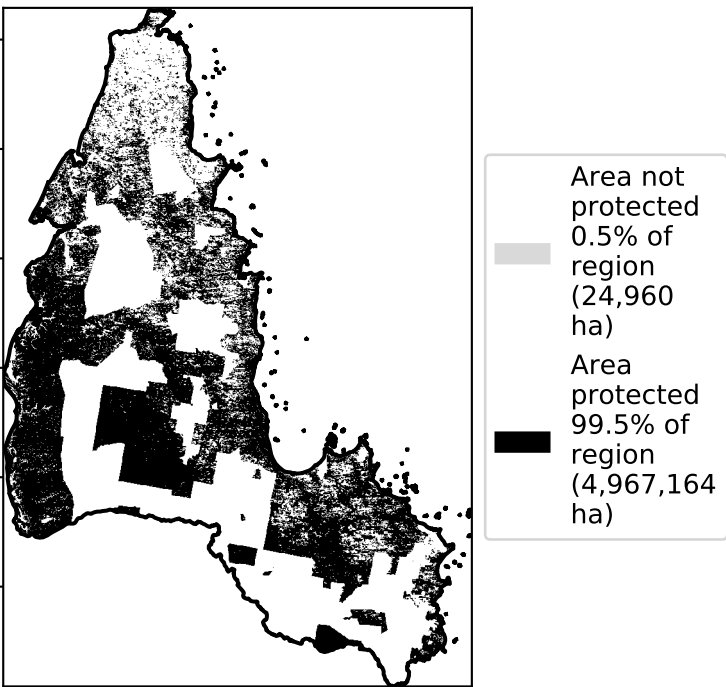 Area not
protected
0.5% of
region
(24,960
ha)
Area
protected
99.5% of
region
(4,967,164
ha)